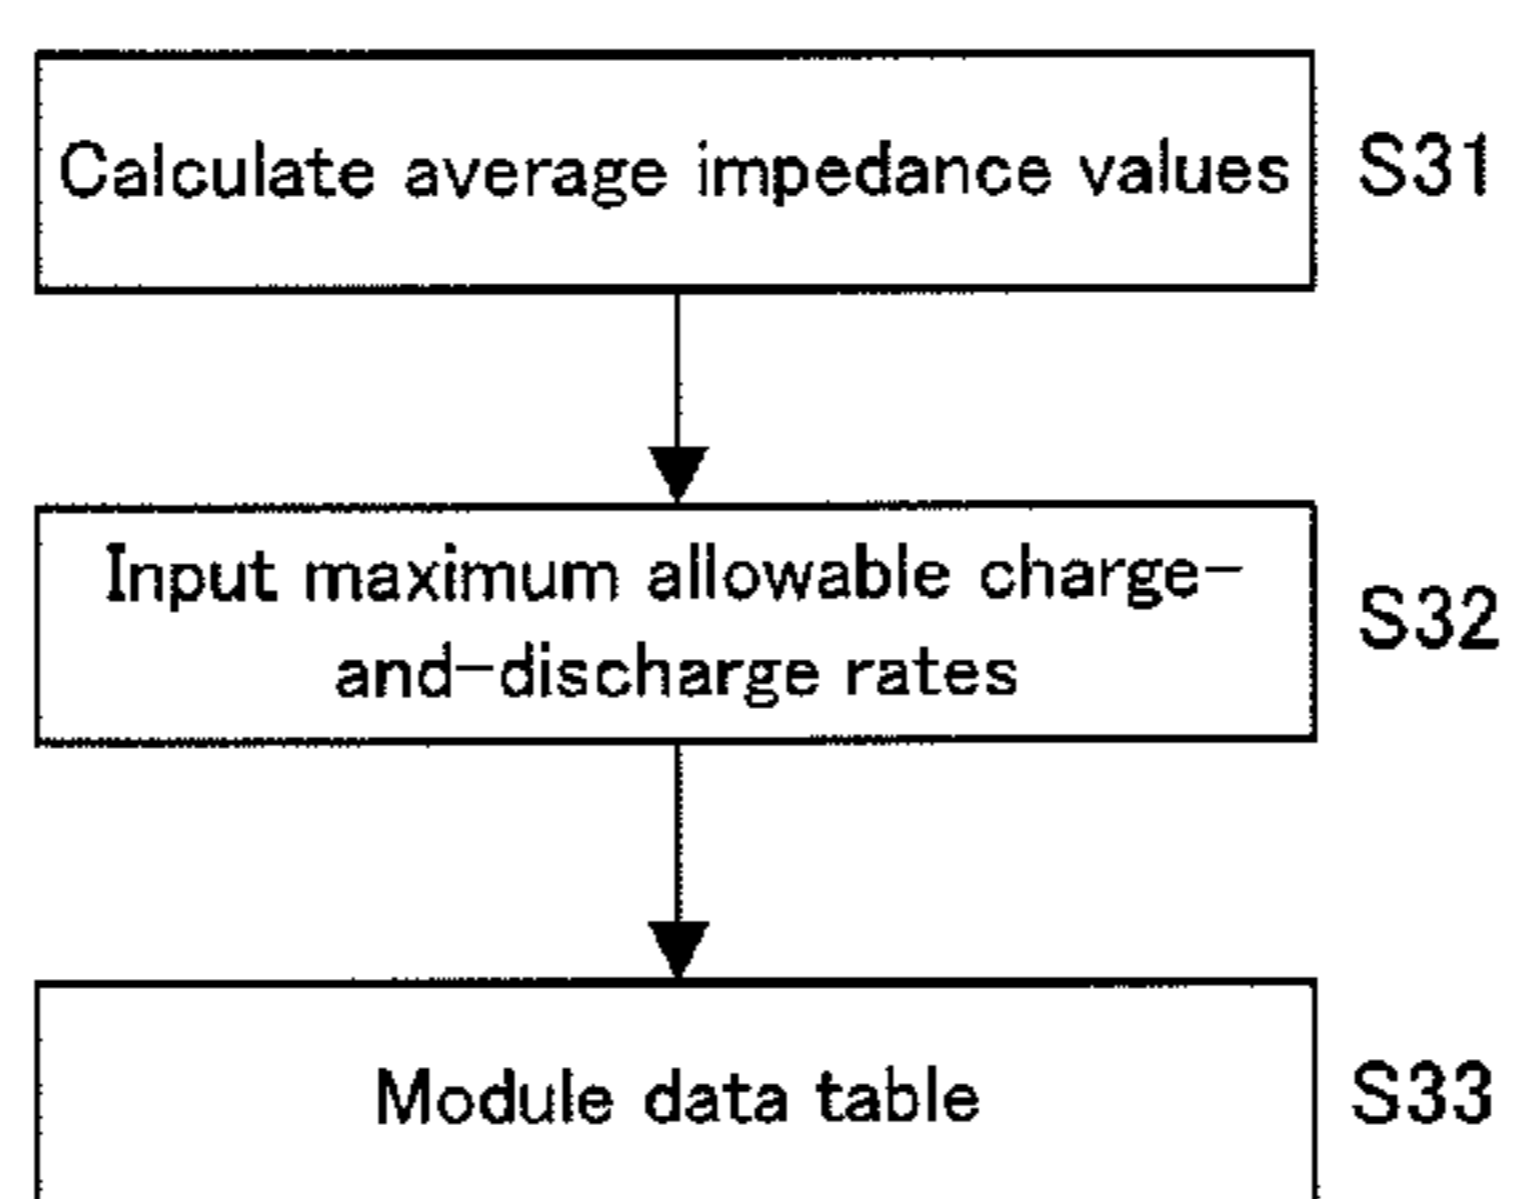 Calculate average impedance values S31
Input maximum allowable charge-
and-discharge rates
S32
Module data table S33